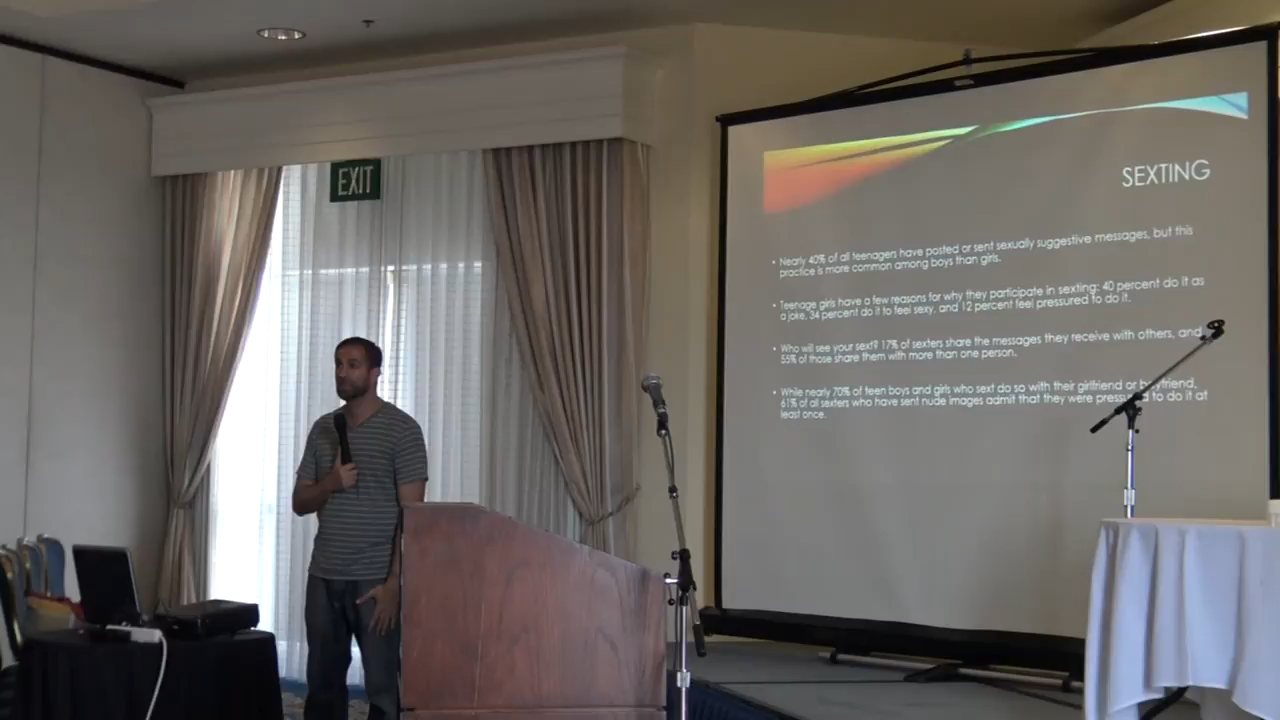 EXIT
SEXTING
• Nearly 40% of all teenagers have posted or sent sexually suggestive messages, but this
practice is more common among boys than girls.
• Teenage girls have a few reasons for why they participate in sexting: 40 percent do it as
a joke, 34 percent do it to feel sexy, and 12 percent feel pressured to do it.
• Who will see your sext? 17% of sexters share the messages they receive with others, and
55% of those share them with more than one person.
• While nearly 70% of teen boys and girls who sext do so with their girlfriend or boyfriend,
61% of all sexters who have sent nude images admit that they were pressured to do it at
least once.